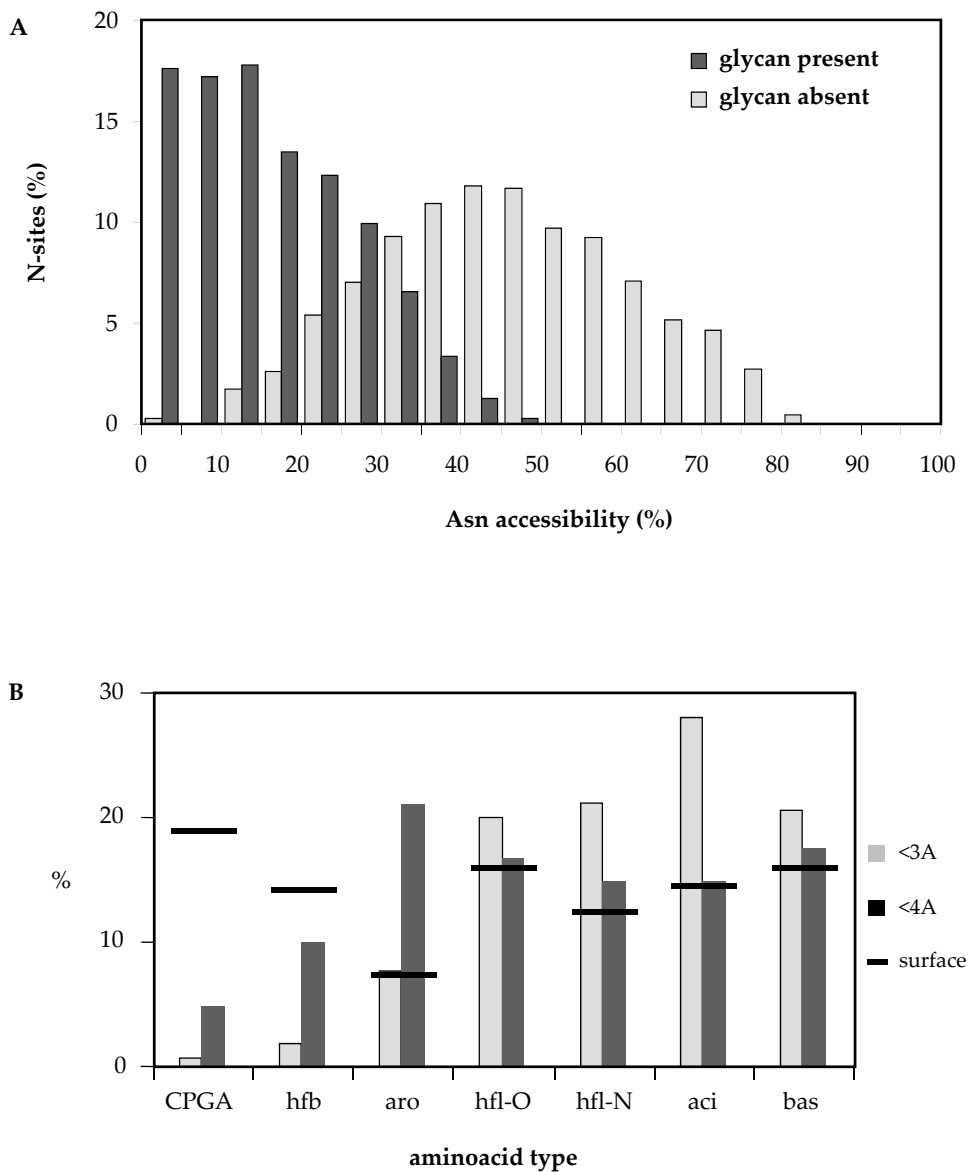 A
20
15
10
5
0
N-sites (%)
glycan present
glycan absent
0 10 20 30 40 50 60 70 80 90 100
Asn accessibility (%)
B
30
20
10
0
%
<3A
<4A
surface
CPGA hfb aro hfl-O hfl-N aci bas
aminoacid type